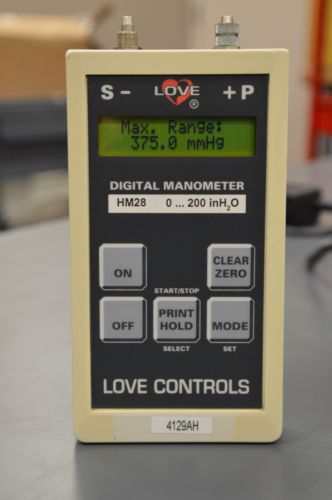 S - LOVE ® + P
Max. Range:
375.0 mmHg
DIGITAL MANOMETER
HM28 0 ... 200 inH₂O
ON
CLEAR ZERO
START/STOP
OFF
PRINT HOLD
MODE
SELECT
SET
LOVE CONTROLS
4129AH